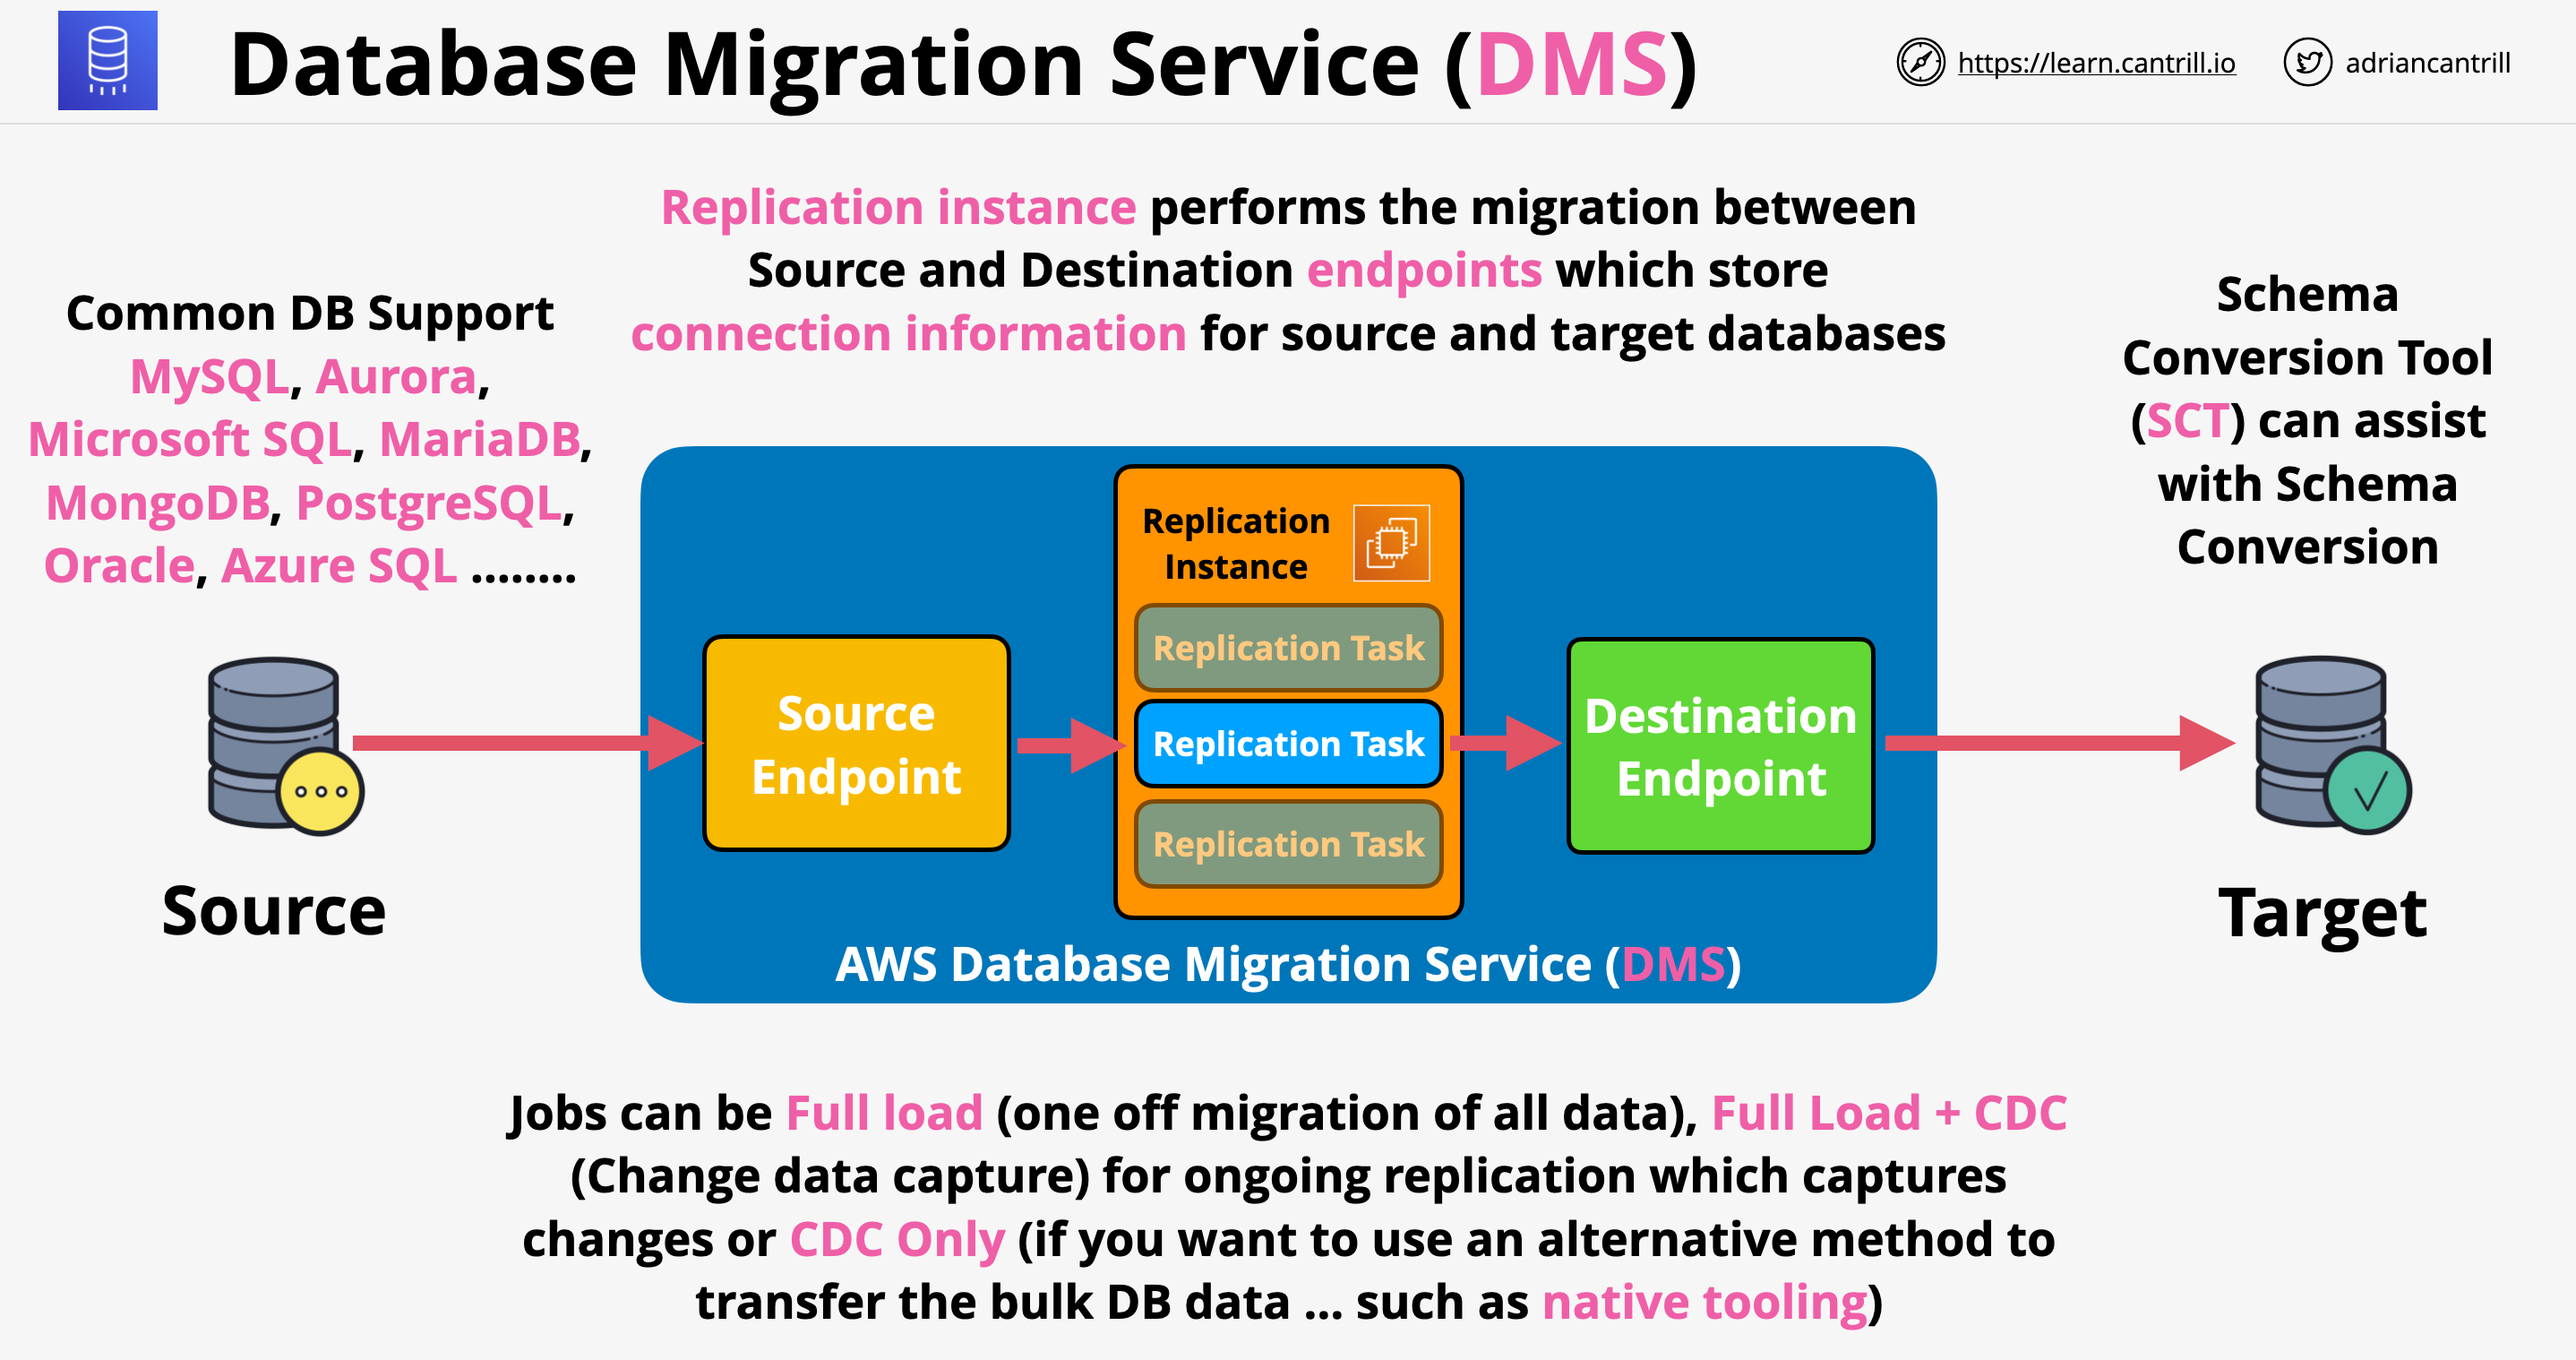 Database Migration Service (DMS)
https://learn.cantrill.io
adriancantrill
Replication instance performs the migration between
Source and Destination endpoints which store
connection information for source and target databases
Common DB Support
MySQL, Aurora,
Microsoft SQL, MariaDB,
MongoDB, PostgreSQL,
Oracle, Azure SQL ........
Schema
Conversion Tool
(SCT) can assist
with Schema
Conversion
Source
Source
Endpoint
Replication
Instance
Replication Task
Replication Task
Replication Task
Destination
Endpoint
Target
AWS Database Migration Service (DMS)
Jobs can be Full load (one off migration of all data), Full Load + CDC
(Change data capture) for ongoing replication which captures
changes or CDC Only (if you want to use an alternative method to
transfer the bulk DB data ... such as native tooling)